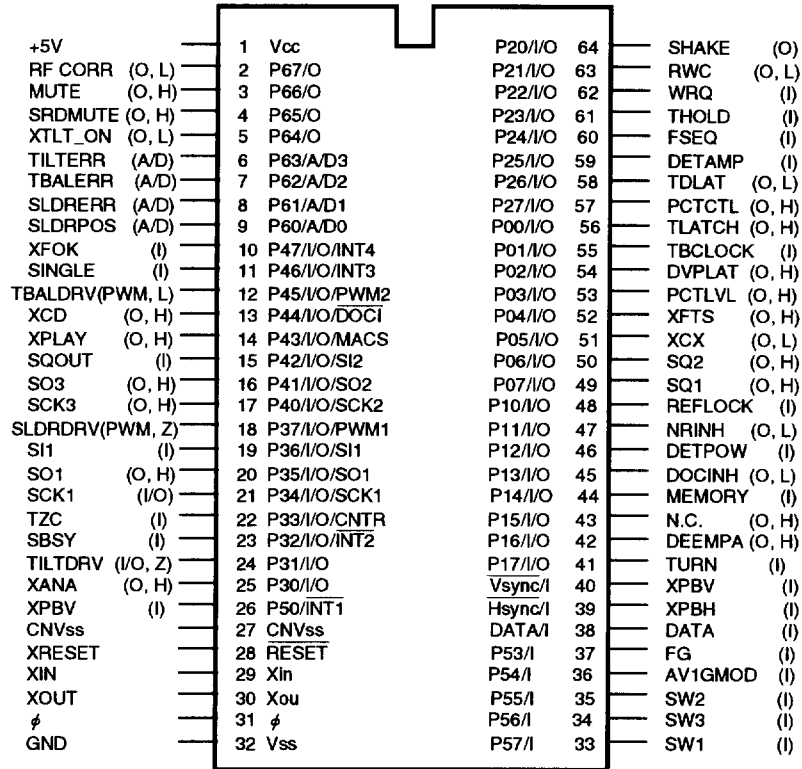 +5V 1 Vcc P20/I/O 64 SHAKE (O)
RF CORR (O, L) 2 P67/O P21/I/O 63 RWC (O, L)
MUTE (O, H) 3 P66/O P22/I/O 62 WRQ (I)
SRDMUTE (O, H) 4 P65/O P23/I/O 61 THOLD (I)
XTLT_ON (O, L) 5 P64/O P24/I/O 60 FSEQ (I)
TILTERR (A/D) 6 P63/A/D3 P25/I/O 59 DETAMP (I)
TBALERR (A/D) 7 P62/A/D2 P26/I/O 58 TDLAT (O, L)
SLDRERR (A/D) 8 P61/A/D1 P27/I/O 57 PCTCTL (O, H)
SLDRPOS (A/D) 9 P60/A/D0 P00/I/O 56 TLATCH (O, H)
XFOK (I) 10 P47/I/O/INT4 P01/I/O 55 TBCLOCK (I)
SINGLE (I) 11 P46/I/O/INT3 P02/I/O 54 DVPLAT (O, H)
TBALDRV(PWM, L) 12 P45/I/O/PWM2 P03/I/O 53 PCTLVL (O, H)
XCD (O, H) 13 P44/I/O/DOCI P04/I/O 52 XFTS (O, H)
XPLAY (O, H) 14 P43/I/O/MACS P05/I/O 51 XCX (O, L)
SQOUT (I) 15 P42/I/O/SI2 P06/I/O 50 SQ2 (O, H)
SO3 (O, H) 16 P41/I/O/SO2 P07/I/O 49 SQ1 (O, H)
SCK3 (O, H) 17 P40/I/O/SCK2 P10/I/O 48 REFLOCK (I)
SLDRDRV(PWM, Z) 18 P37/I/O/PWM1 P11/I/O 47 NRINH (O, L)
SI1 (I) 19 P36/I/O/SI1 P12/I/O 46 DETPOW (I)
SO1 (O, H) 20 P35/I/O/SO1 P13/I/O 45 DOCINH (O, L)
SCK1 (I/O) 21 P34/I/O/SCK1 P14/I/O 44 MEMORY (I)
TZC (I) 22 P33/I/O/CNTR P15/I/O 43 N.C. (O, H)
SBSY (I) 23 P32/I/O/INT2 P16/I/O 42 DEEMPA (O, H)
TILTDRV (I/O, Z) 24 P31/I/O P17/I/O 41 TURN (I)
XANA (O, H) 25 P30/I/O Vsync/I 40 XPBV (I)
XPBV (I) 26 P50/INT1 Hsync/I 39 XPBH (I)
CNVss 27 CNVss DATA/I 38 DATA (I)
XRESET 28 RESET P53/I 37 FG (I)
XIN 29 Xin P54/I 36 AV1GMOD (I)
XOUT 30 Xou P55/I 35 SW2 (I)
ϕ 31 ϕ P56/I 34 SW3 (I)
GND 32 Vss P57/I 33 SW1 (I)